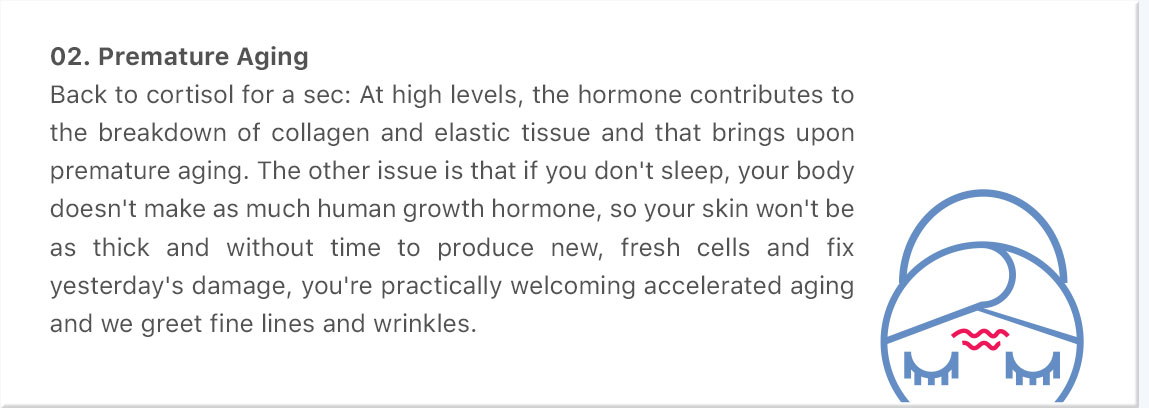 02. Premature Aging
Back to cortisol for a sec: At high levels, the hormone contributes to
the breakdown of collagen and elastic tissue and that brings upon
premature aging. The other issue is that if you don't sleep, your body
doesn't make as much human growth hormone, so your skin won't be
as thick and without time to produce new, fresh cells and fix
yesterday's damage, you're practically welcoming accelerated aging
and we greet fine lines and wrinkles.